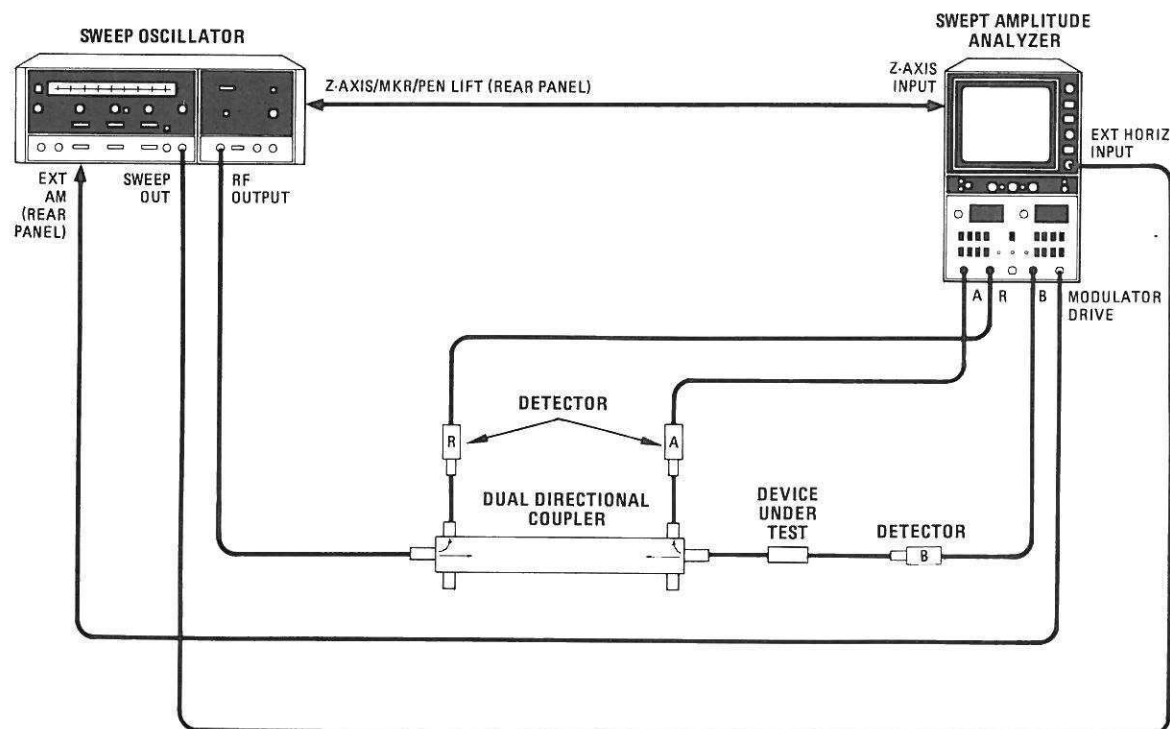 SWEEP OSCILLATOR
SWEPT AMPLITUDE
ANALYZER
Z-AXIS/MKR/PEN LIFT (REAR PANEL)
Z-AXIS
INPUT
EXT HORIZ
INPUT
EXT
AM
(REAR
PANEL)
SWEEP
OUT
RF
OUTPUT
A
R
B
MODULATOR
DRIVE
DETECTOR
R
A
DUAL DIRECTIONAL
COUPLER
DEVICE
UNDER
TEST
DETECTOR
B